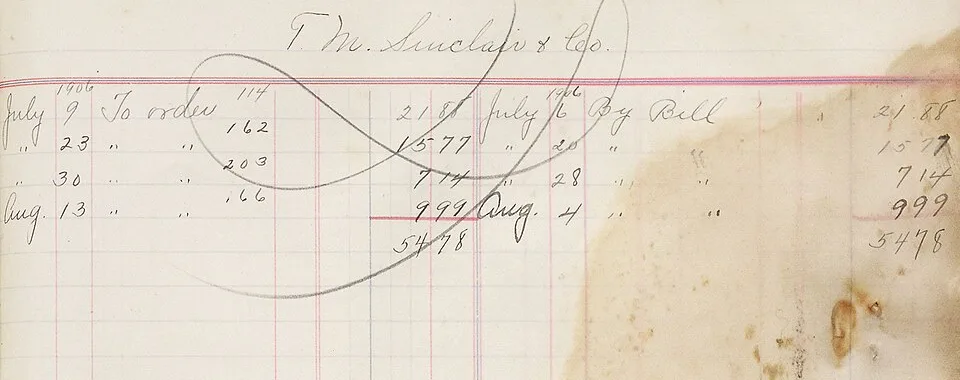 T. M. Sinclair & Co.
1906 1906
July 9 To order 114 21 88 July 6 By Bill 21.88
" 23 " " 162 15 77 " 20 " " 15 77
" 30 " " 203 7 14 " 28 " " 7 14
Aug. 13 " " 166 9 99 Aug. 4 " " 9 99
54 78 54 78